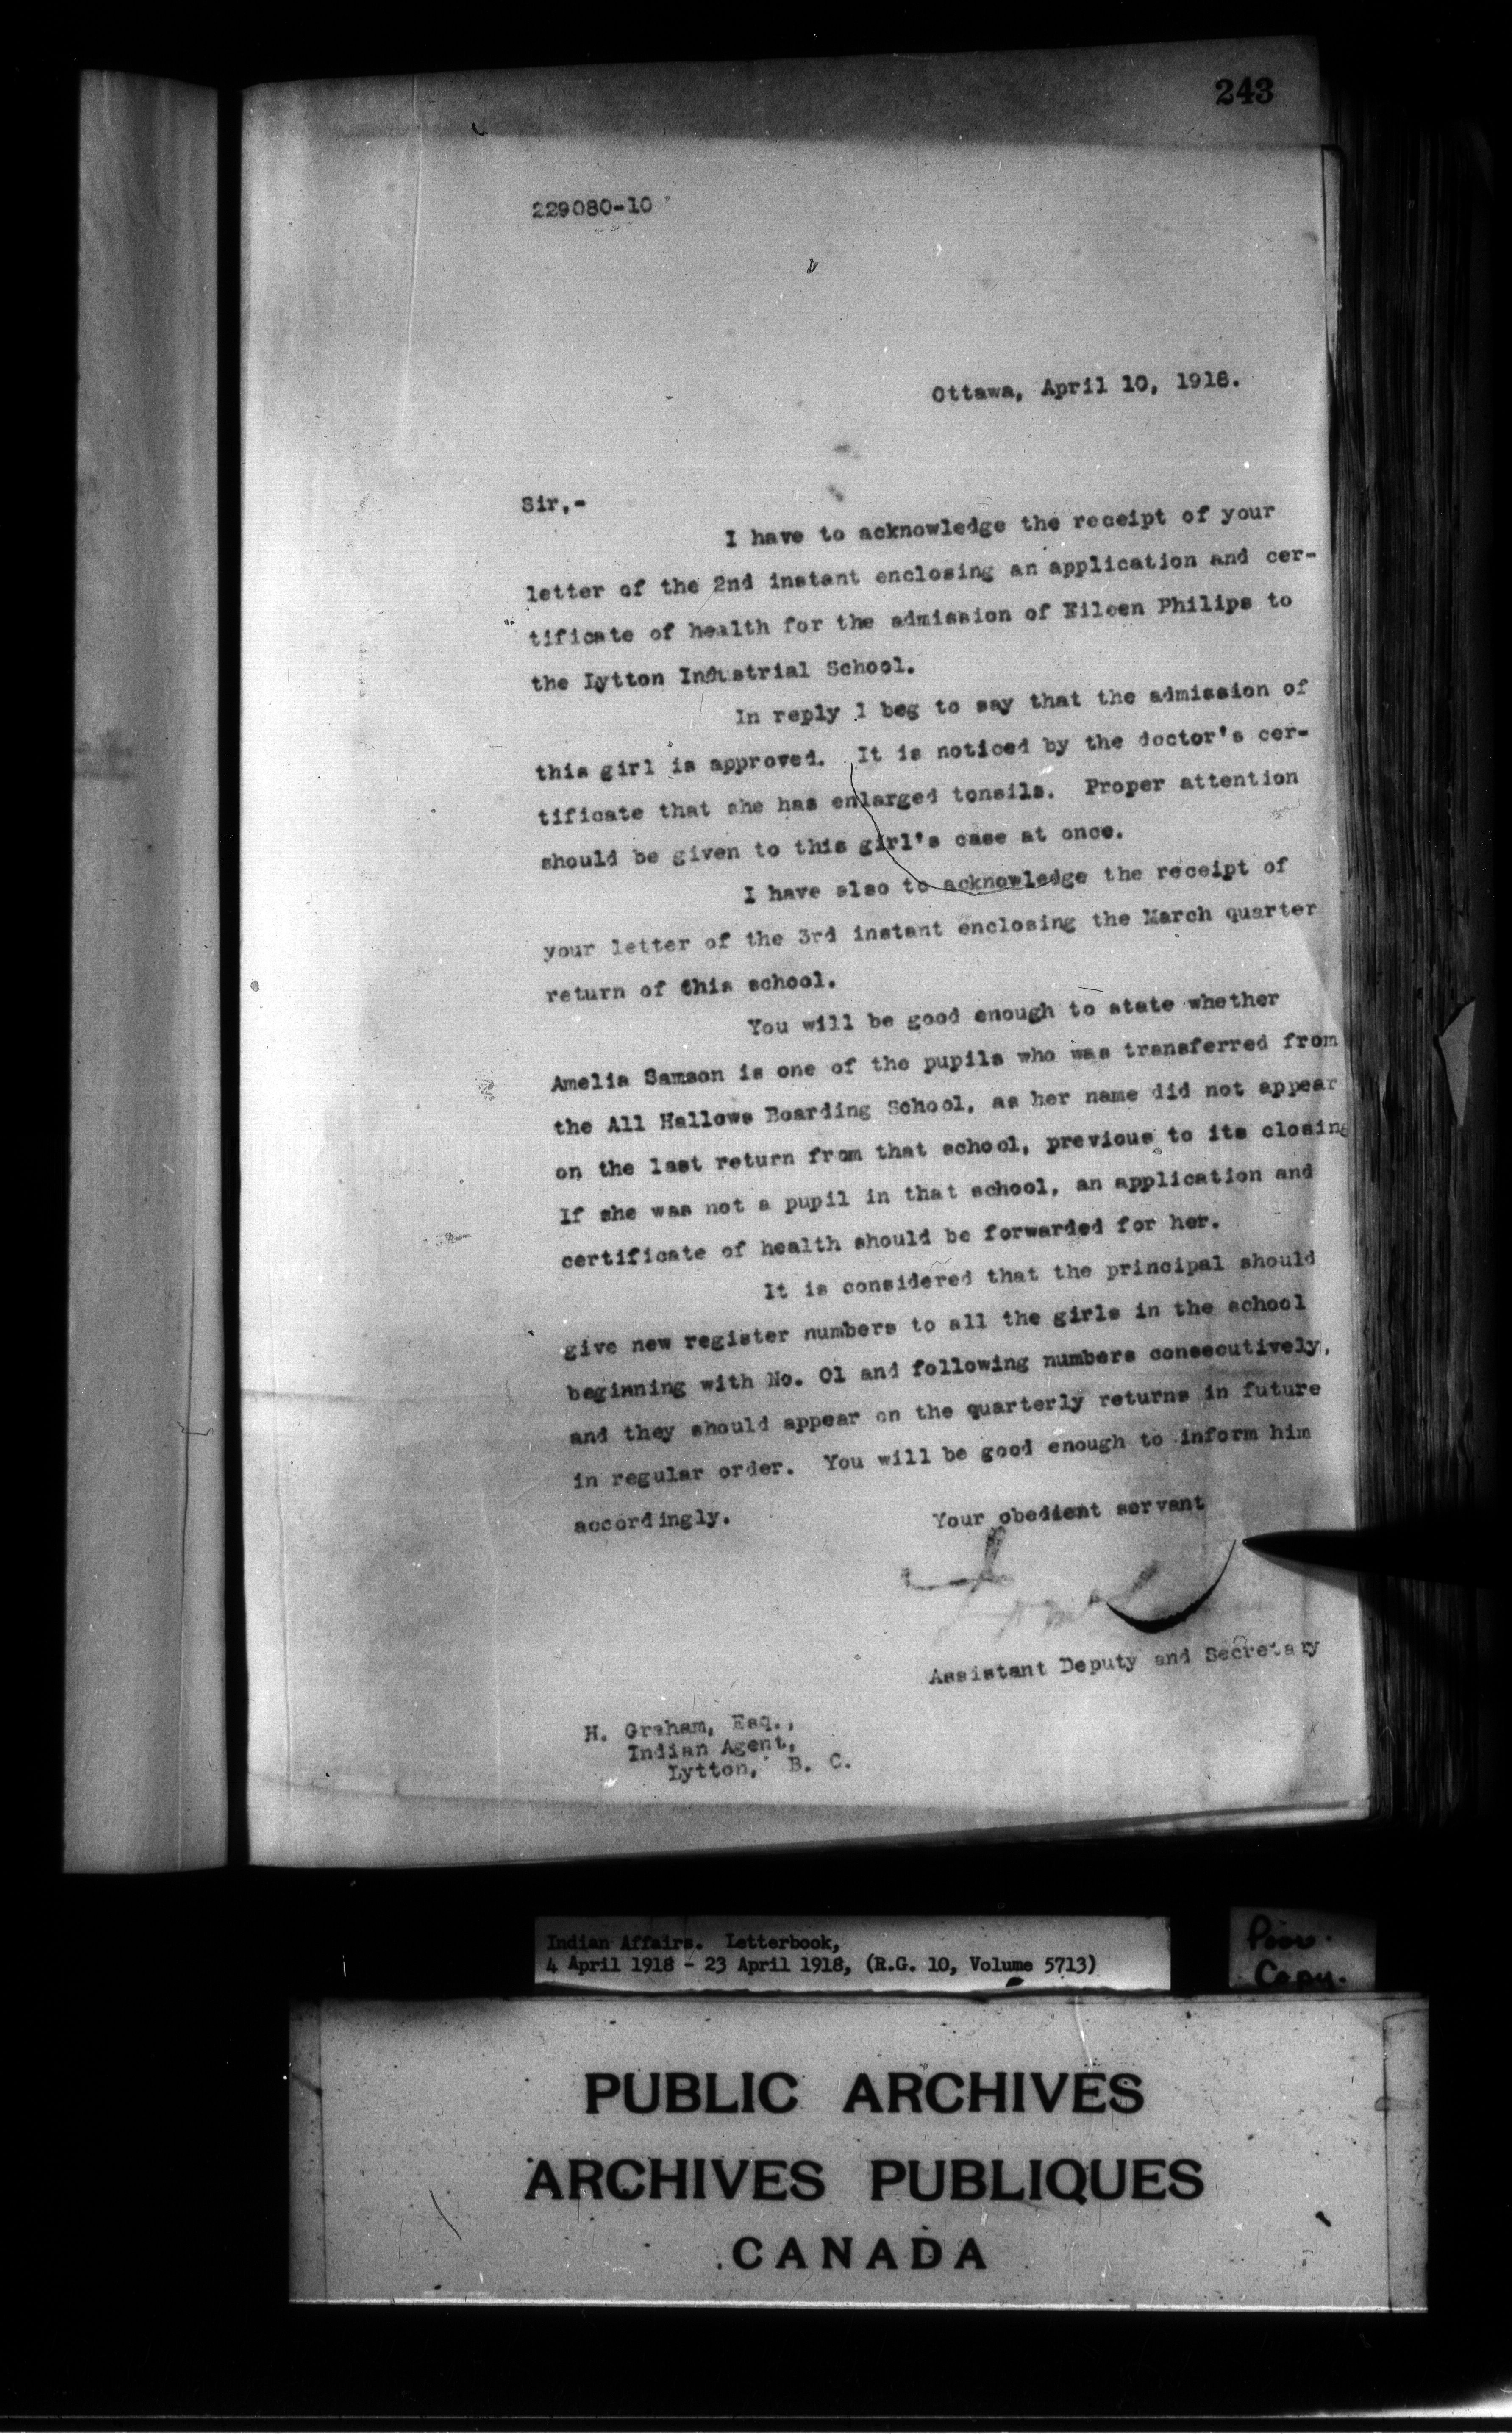 243
229080-10
Ottawa, April 10, 1918.
Sir,-
I have to acknowledge the receipt of your
letter of the 2nd instant enclosing an application and cer-
tificate of health for the admission of Eileen Philips to
the Lytton Industrial School.
In reply I beg to say that the admission of
this girl is approved. It is noticed by the doctor's cer-
tificate that she has enlarged tonsils. Proper attention
should be given to this girl's case at once.
I have also to acknowledge the receipt of
your letter of the 3rd instant enclosing the March quarter
return of this school.
You will be good enough to state whether
Amelia Samson is one of the pupils who was transferred from
the All Hallows Boarding School, as her name did not appear
on the last return from that school, previous to its closing
If she was not a pupil in that school, an application and
certificate of health should be forwarded for her.
It is considered that the principal should
give new register numbers to all the girls in the school
beginning with No. 01 and following numbers consecutively,
and they should appear on the quarterly returns in future
in regular order. You will be good enough to inform him
accordingly.
Your obedient servant
Assistant Deputy and Secretary
H. Graham, Esq.,
Indian Agent,
Lytton, B. C.
Indian Affairs. Letterbook,
4 April 1918 - 23 April 1918, (R.G. 10, Volume 5713)
Poor
Copy.
PUBLIC ARCHIVES
ARCHIVES PUBLIQUES
CANADA